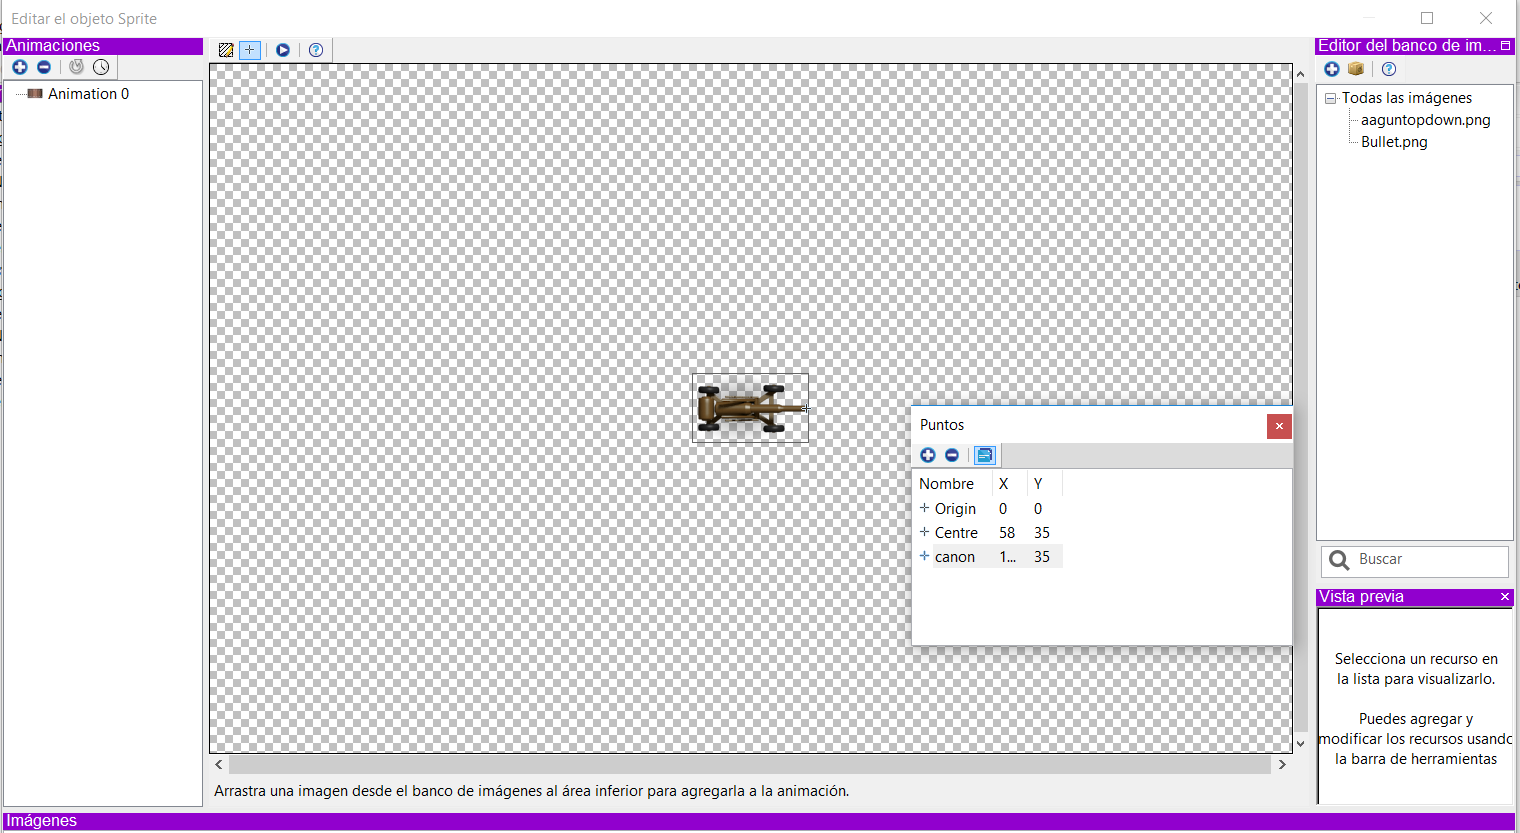 Editar el objeto Sprite
Animaciones
Animation 0
Editor del banco de im...
Todas las imágenes
aaguntopdown.png
Bullet.png
Puntos
Nombre X Y
Origin 0 0
Centre 58 35
canon 1... 35
Buscar
Vista previa
Selecciona un recurso en
la lista para visualizarlo.
Puedes agregar y
modificar los recursos usando
la barra de herramientas
Arrastra una imagen desde el banco de imágenes al área inferior para agregarla a la animación.
Imágenes